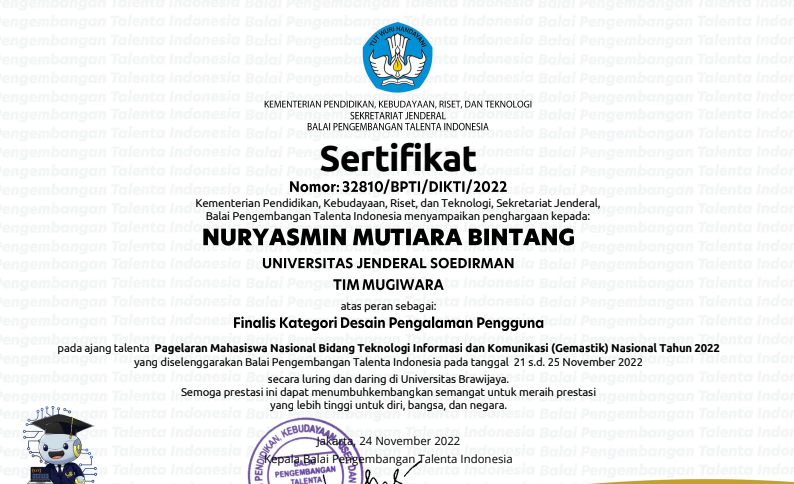 TUT WURI HANDAYANI
KEMENTERIAN PENDIDIKAN, KEBUDAYAAN, RISET, DAN TEKNOLOGI
SEKRETARIAT JENDERAL
BALAI PENGEMBANGAN TALENTA INDONESIA
Sertifikat
Nomor: 32810/BPTI/DIKTI/2022
Kementerian Pendidikan, Kebudayaan, Riset, dan Teknologi, Sekretariat Jenderal,
Balai Pengembangan Talenta Indonesia menyampaikan penghargaan kepada:
NURYASMIN MUTIARA BINTANG
UNIVERSITAS JENDERAL SOEDIRMAN
TIM MUGIWARA
atas peran sebagai:
Finalis Kategori Desain Pengalaman Pengguna
pada ajang talenta Pagelaran Mahasiswa Nasional Bidang Teknologi Informasi dan Komunikasi (Gemastik) Nasional Tahun 2022
yang diselenggarakan Balai Pengembangan Talenta Indonesia pada tanggal 21 s.d. 25 November 2022
secara luring dan daring di Universitas Brawijaya.
Semoga prestasi ini dapat menumbuhkembangkan semangat untuk meraih prestasi
yang lebih tinggi untuk diri, bangsa, dan negara.
Jakarta, 24 November 2022
Kepala Balai Pengembangan Talenta Indonesia
PENDIDIKAN, KEBUDAYAAN, RISET, DAN
BALAI
PENGEMBANGAN
TALENTA